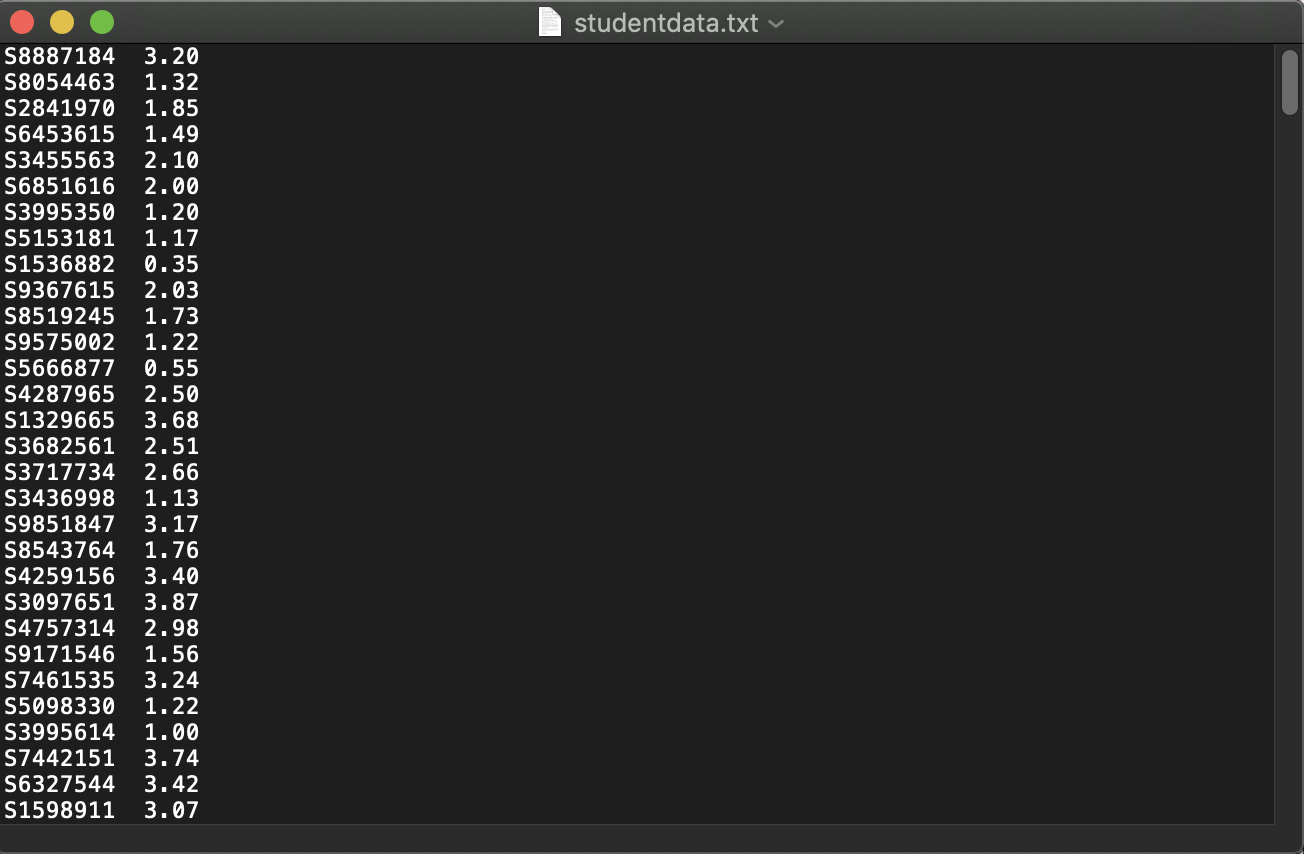 studentdata.txt
S8887184  3.20
S8054463  1.32
S2841970  1.85
S6453615  1.49
S3455563  2.10
S6851616  2.00
S3995350  1.20
S5153181  1.17
S1536882  0.35
S9367615  2.03
S8519245  1.73
S9575002  1.22
S5666877  0.55
S4287965  2.50
S1329665  3.68
S3682561  2.51
S3717734  2.66
S3436998  1.13
S9851847  3.17
S8543764  1.76
S4259156  3.40
S3097651  3.87
S4757314  2.98
S9171546  1.56
S7461535  3.24
S5098330  1.22
S3995614  1.00
S7442151  3.74
S6327544  3.42
S1598911  3.07